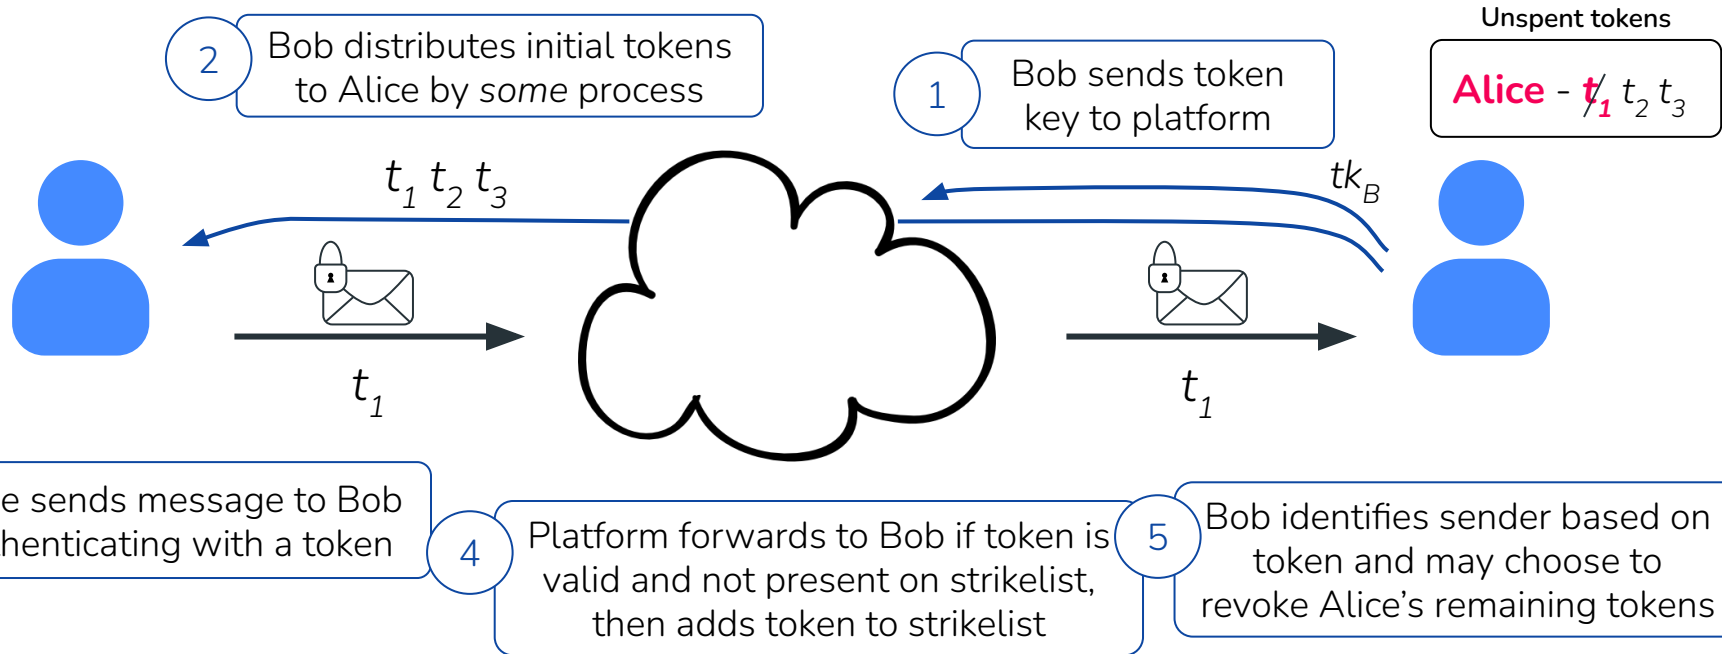 Unspent tokens
Alice - t1 t2 t3
2
Bob distributes initial tokens
to Alice by some process
1
Bob sends token
key to platform
t1 t2 t3
tkB
t1
t1
e sends message to Bob
henticating with a token
4
Platform forwards to Bob if token is
valid and not present on strikelist,
then adds token to strikelist
5
Bob identifies sender based on
token and may choose to
revoke Alice’s remaining tokens